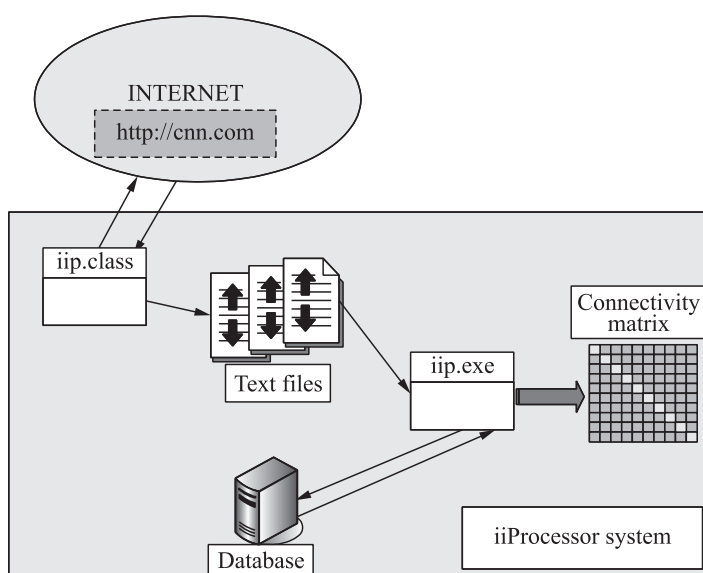 INTERNET
http://cnn.com
iip.class
Text files
iip.exe
Connectivity
matrix
Database
iiProcessor system